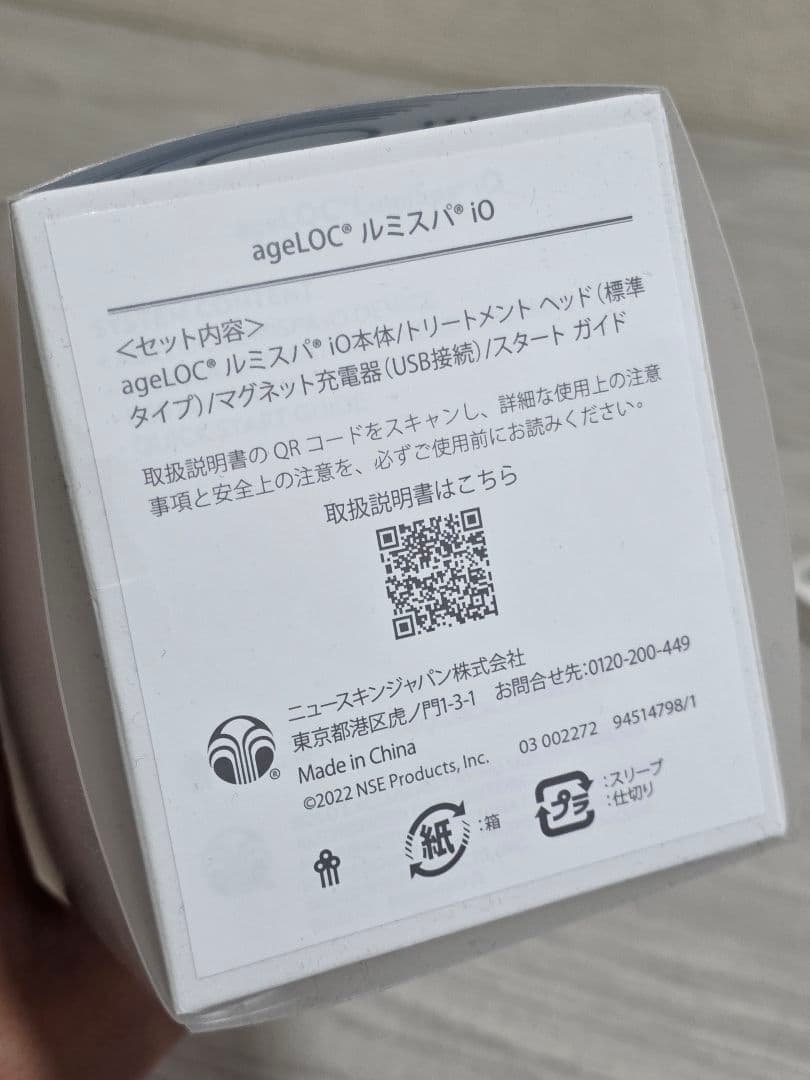 ageLOC® ルミスパ® iO
<セット内容>
ageLOC® ルミスパ® iO本体/トリートメント ヘッド(標準
タイプ)/マグネット充電器(USB接続)/スタート ガイド
取扱説明書の QR コードをスキャンし、詳細な使用上の注意
事項と安全上の注意を、必ずご使用前にお読みください。
取扱説明書はこちら
ニュースキンジャパン株式会社
東京都港区虎ノ門1-3-1 お問合せ先:0120-200-449
Made in China
©2022 NSE Products, Inc. 03 002272 94514798/1
紙 :箱
プラ :スリーブ
:仕切り